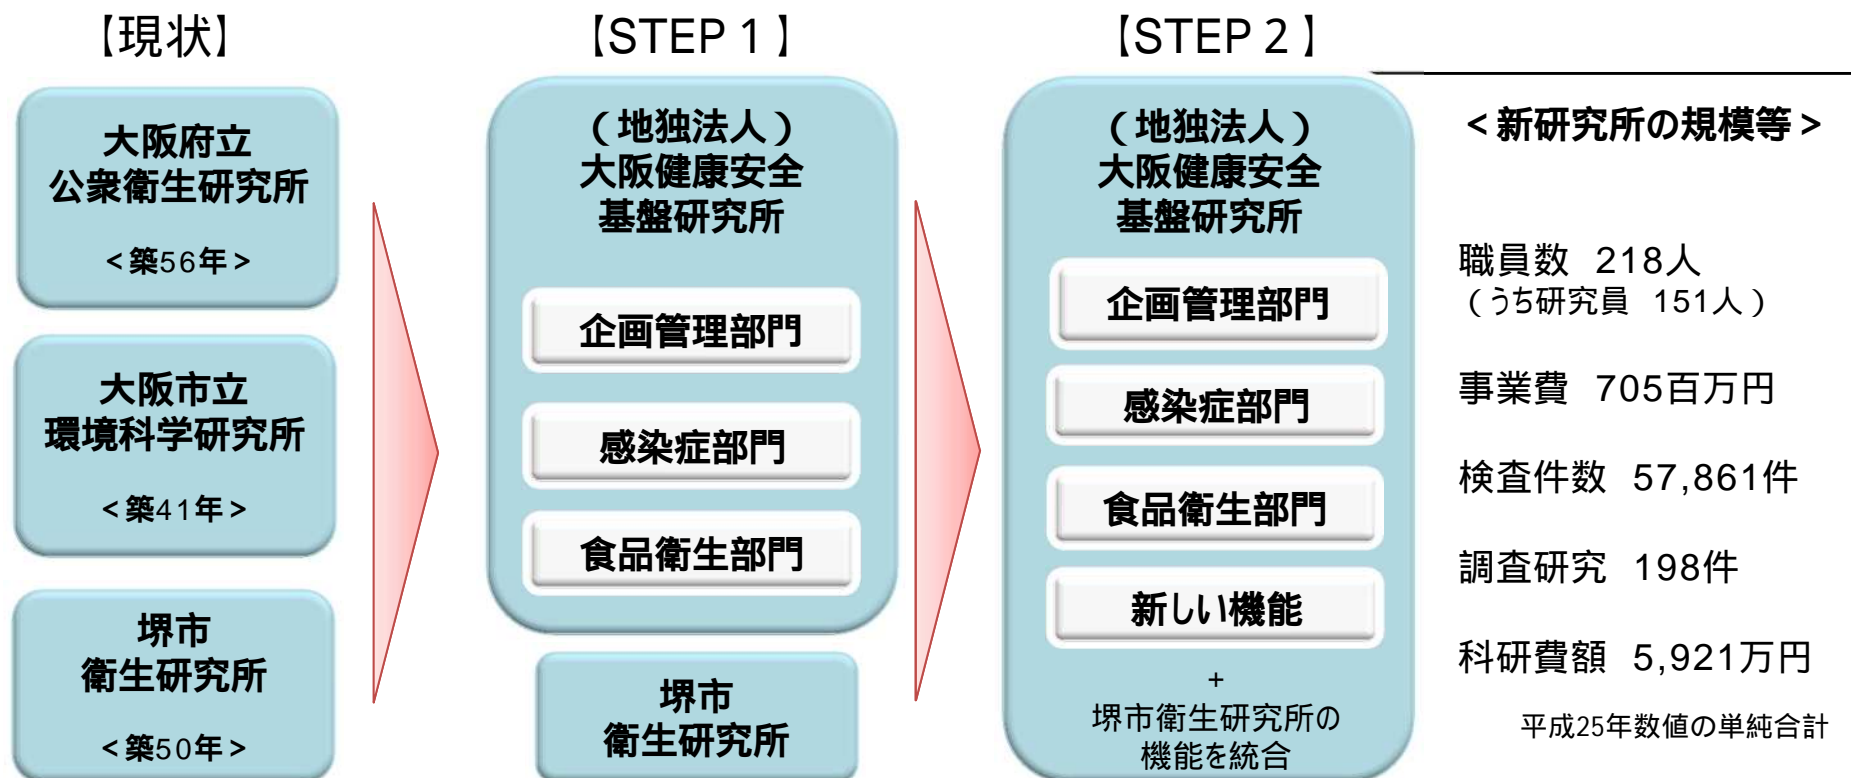 【現状】
大阪府立
公衆衛生研究所
＜築56年＞
大阪市立
環境科学研究所
＜築41年＞
堺市
衛生研究所
＜築50年＞
【STEP 1 】
（地独法人）
大阪健康安全
基盤研究所
企画管理部門
感染症部門
食品衛生部門
堺市
衛生研究所
【STEP 2 】
（地独法人）
大阪健康安全
基盤研究所
企画管理部門
感染症部門
食品衛生部門
新しい機能
+
堺市衛生研究所の
機能を統合
＜新研究所の規模等＞
職員数 218人
（うち研究員 151人）
事業費 705百万円
検査件数 57,861件
調査研究 198件
科研費額 5,921万円
平成25年数値の単純合計